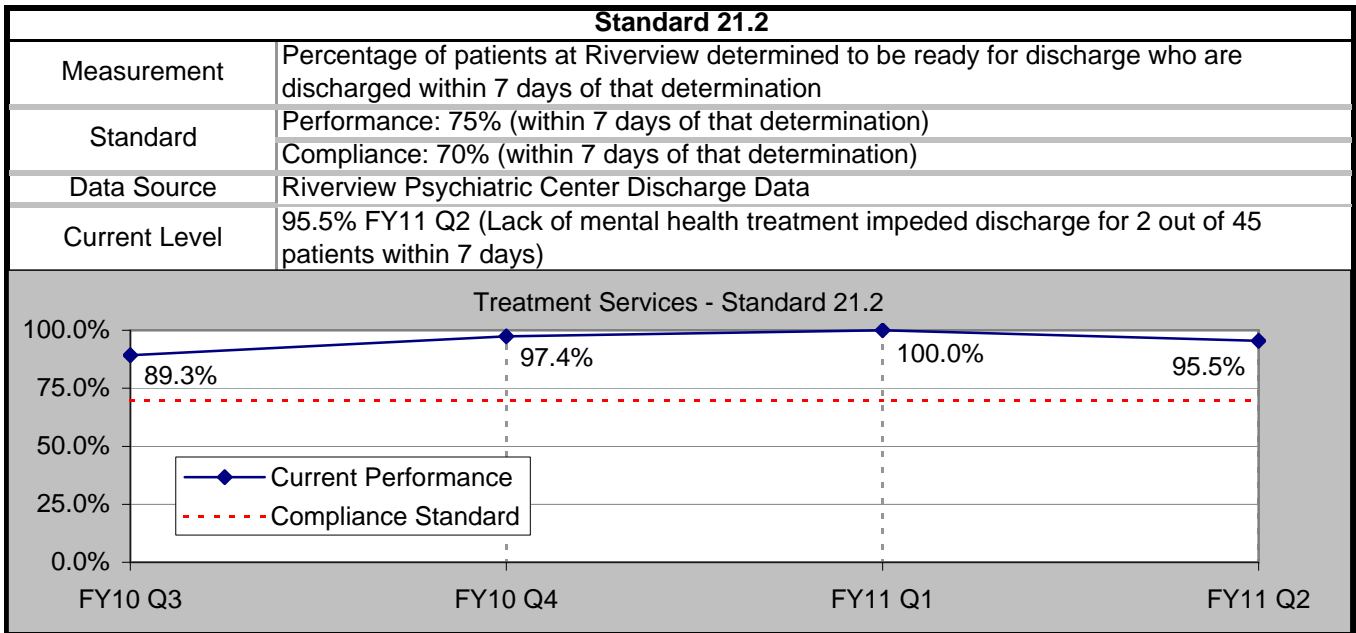 Standard 21.2
Measurement
Percentage of patients at Riverview determined to be ready for discharge who are
discharged within 7 days of that determination
Standard
Performance: 75% (within 7 days of that determination)
Compliance: 70% (within 7 days of that determination)
Data Source
Riverview Psychiatric Center Discharge Data
Current Level
95.5% FY11 Q2 (Lack of mental health treatment impeded discharge for 2 out of 45
patients within 7 days)
Treatment Services - Standard 21.2
100.0%
75.0%
50.0%
25.0%
0.0%
89.3%
97.4%
100.0%
95.5%
Current Performance
Compliance Standard
FY10 Q3
FY10 Q4
FY11 Q1
FY11 Q2